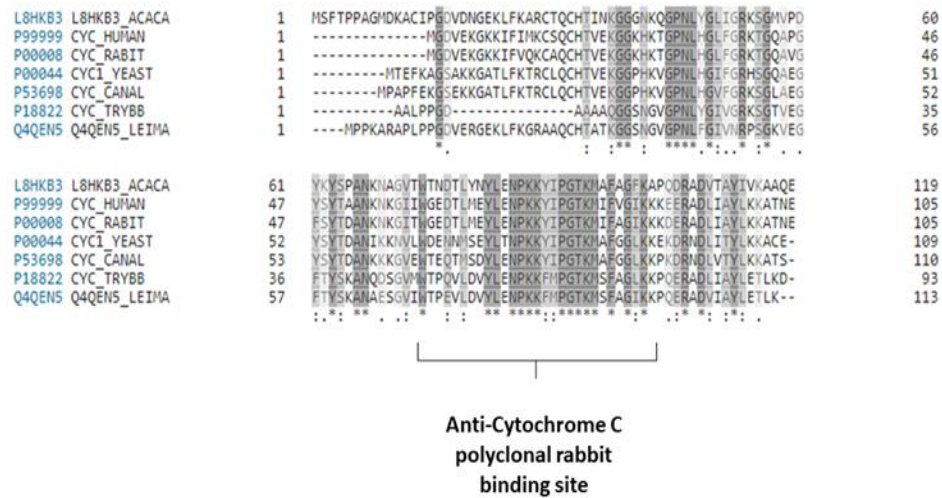 L8HKB3 L8HKB3_ACACA 1 MSFTPPAGMDKACIPGDVDNGEKLFKARCTQCHTINKGGGNKQGPNLYGLIGRKSGMVPD 60
P99999 CYC_HUMAN 1 --------------MGDVEKGKKIFIMKCSQCHTVEKGGKHKTGPNLHGLFGRKTGQAPG 46
P00008 CYC_RABIT 1 --------------MGDVEKGKKIFVQKCAQCHTVEKGGKHKTGPNLHGLFGRKTGQAVG 46
P00044 CYC1_YEAST 1 ---------MTEFKAGSAKKGATLFKTRCLQCHTVEKGGPHKVGPNLHGIFGRHSGQAEG 51
P53698 CYC_CANAL 1 --------MPAPFEKGSEKKGATLFKTRCLQCHTVEKGGPHKVGPNLHGVFGRKSGLAEG 52
P18822 CYC_TRYBB 1 ---------AALPPGD----------------AAAAQGGSNGVGPNLYGIVNRKSGTVEG 35
Q4QEN5 Q4QEN5_LEIMA 1 ----MPPKARAPLPPGDVERGEKLFKGRAAQCHTATKGGSNGVGPNLFGIVNRPSGKVEG 56
L8HKB3 L8HKB3_ACACA 61 YKYSPANKNAGVTWTNDTLYNYLENPKKYIPGTKMAFAGFKAPQDRADVTAYIVKAAQE 119
P99999 CYC_HUMAN 47 YSYTAANKNKGIIWGEDTLMEYLENPKKYIPGTKMIFVGIKKKEERADLIAYLKKATNE 105
P00008 CYC_RABIT 47 FSYTDANKNKGITWGEDTLMEYLENPKKYIPGTKMIFAGIKKKDERADLIAYLKKATNE 105
P00044 CYC1_YEAST 52 YSYTDANIKKNVLWDENNMSEYLTNPKKYIPGTKMAFGGLKKEKDRNDLITYLKKACE- 109
P53698 CYC_CANAL 53 YSYTDANKKKGVEWTEQTMSDYLENPKKYIPGTKMAFGGLKKPKDRNDLVTYLKKATS- 110
P18822 CYC_TRYBB 36 FTYSKANQDSGVMWTPQVLDVYLENPKKFMPGTKMSFAGIKKPQERADLIAYLETLKD- 93
Q4QEN5 Q4QEN5_LEIMA 57 FTYSKANAESGVIWTPEVLDVYLENPKKFMPGTKMSFAGIKKPQERADVIAYLETLK-- 113
Anti-Cytochrome C
polyclonal rabbit
binding site